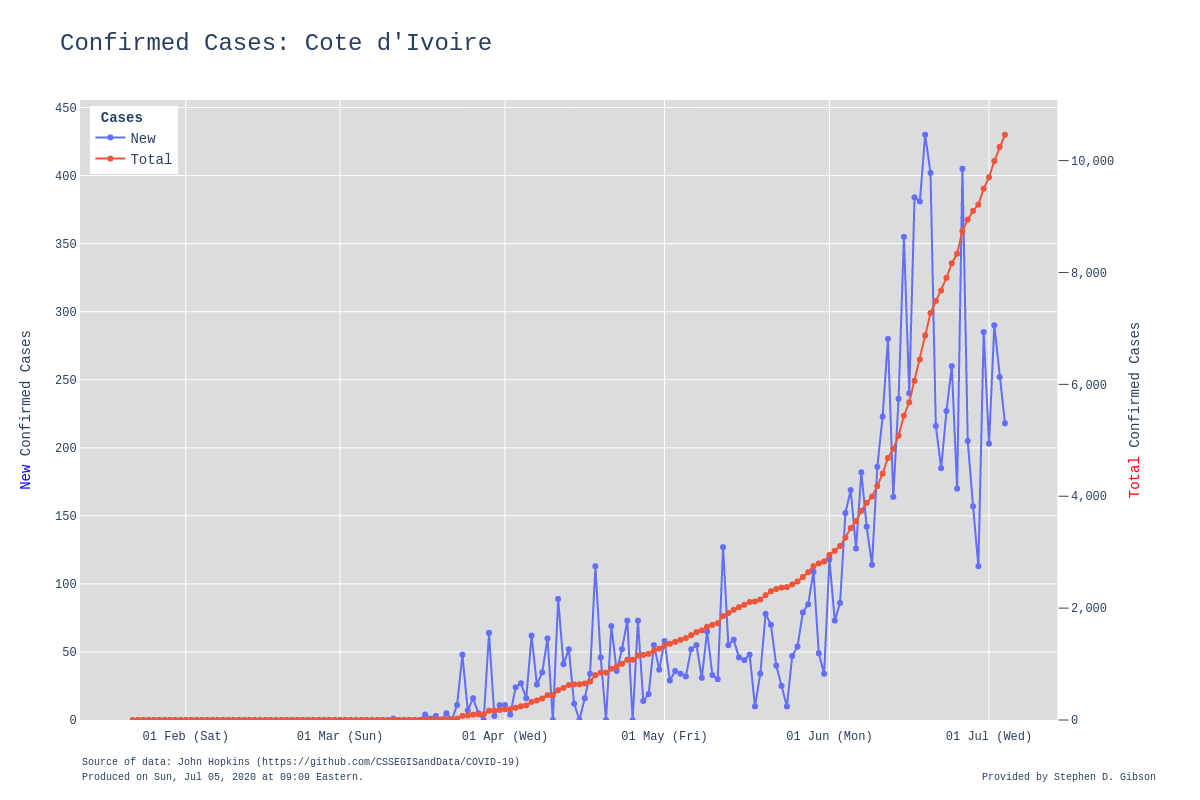 Confirmed Cases: Cote d'Ivoire
Cases
New
Total
450
400
350
300
250
200
150
100
50
0
New Confirmed Cases
10,000
8,000
6,000
4,000
2,000
0
Total Confirmed Cases
01 Feb (Sat)
01 Mar (Sun)
01 Apr (Wed)
01 May (Fri)
01 Jun (Mon)
01 Jul (Wed)
Source of data: John Hopkins (https://github.com/CSSEGISandData/COVID-19)
Produced on Sun, Jul 05, 2020 at 09:09 Eastern.
Provided by Stephen D. Gibson